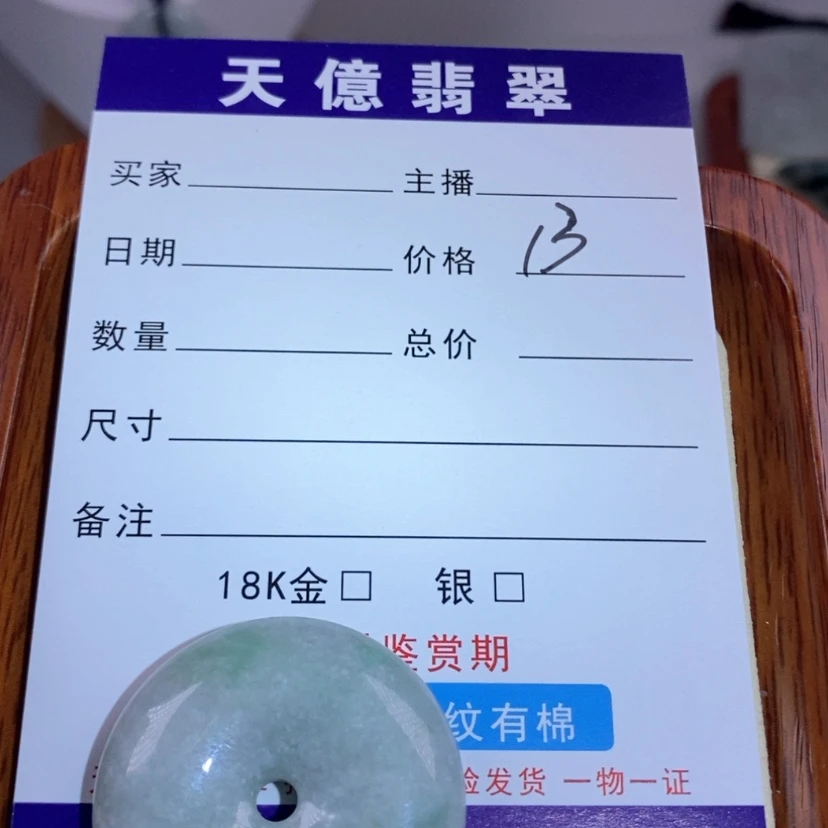 天億翡翠
买家 主播
日期 价格 13
数量 总价
尺寸
备注
18K金□ 银□
鉴赏期
纹有棉
验发货 一物一证